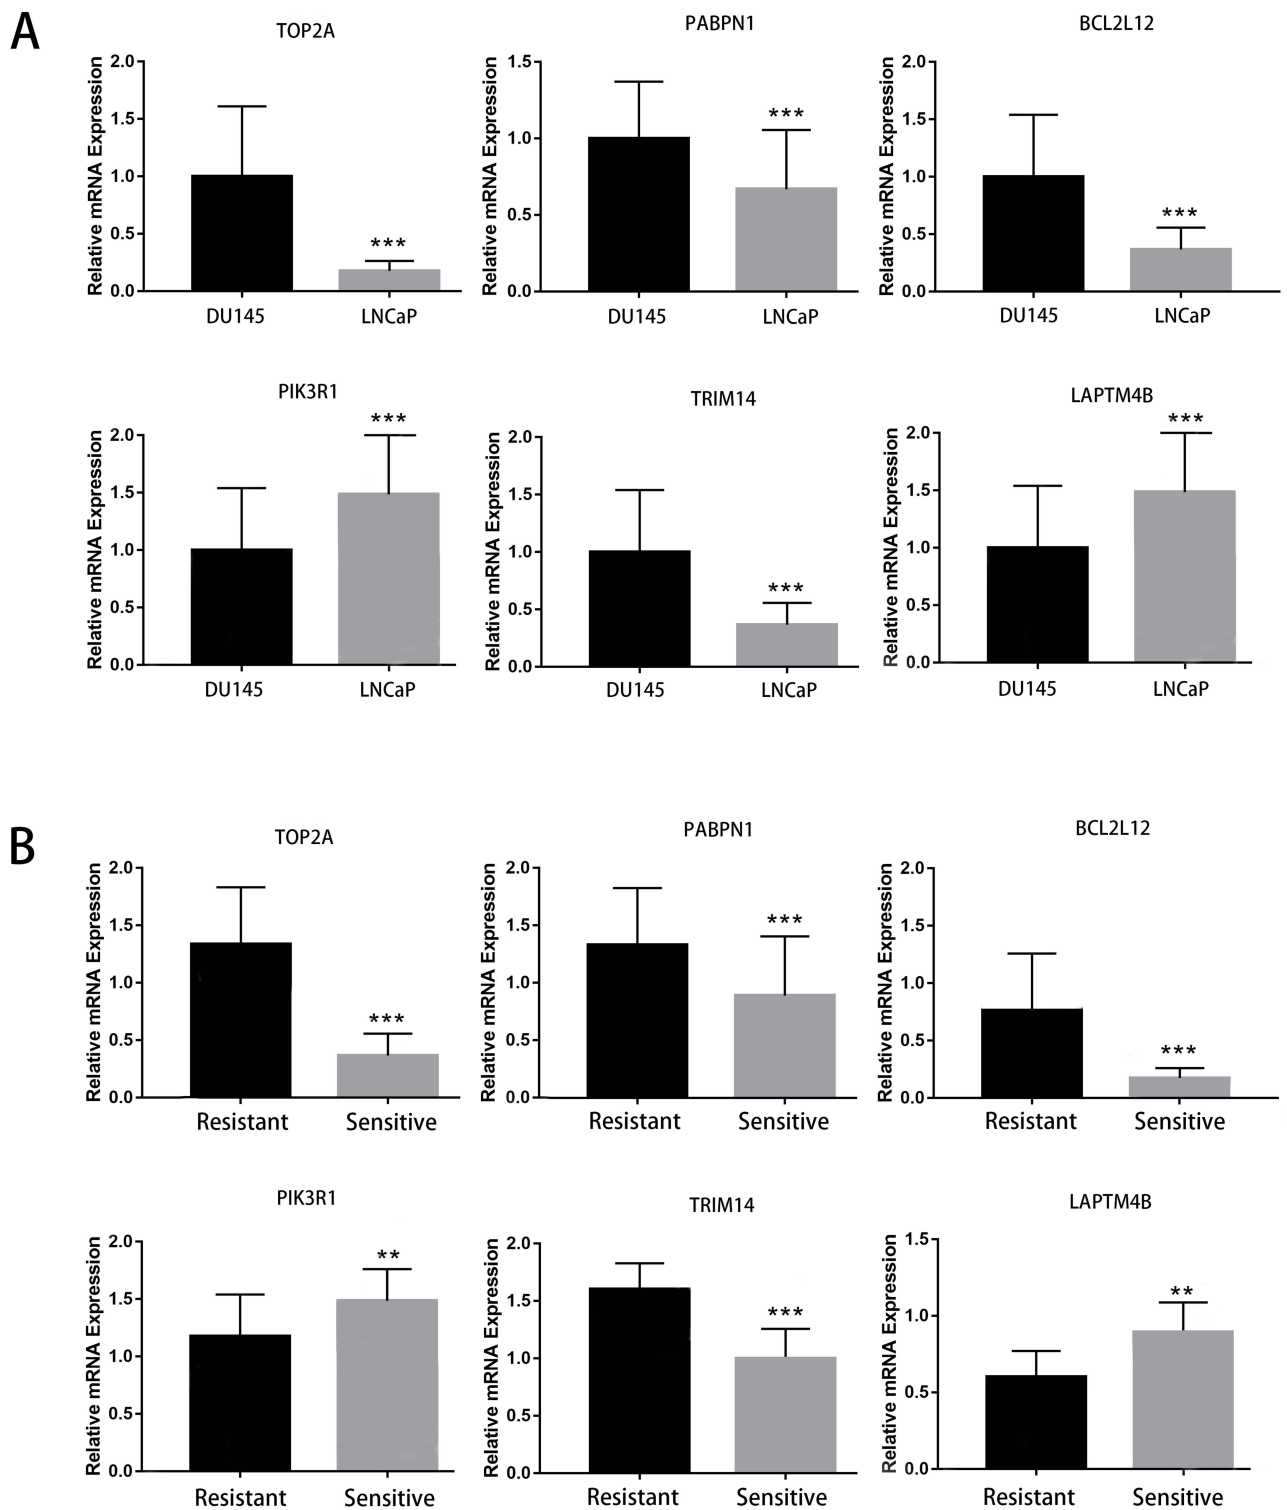 A
TOP2A
Relative mRNA Expression
2.0
1.5
1.0
0.5
0.0
***
DU145 LNCaP
PABPN1
Relative mRNA Expression
1.5
1.0
0.5
0.0
***
DU145 LNCaP
BCL2L12
Relative mRNA Expression
2.0
1.5
1.0
0.5
0.0
***
DU145 LNCaP
PIK3R1
Relative mRNA Expression
2.0
1.5
1.0
0.5
0.0
***
DU145 LNCaP
TRIM14
Relative mRNA Expression
2.0
1.5
1.0
0.5
0.0
***
DU145 LNCaP
LAPTM4B
Relative mRNA Expression
2.0
1.5
1.0
0.5
0.0
***
DU145 LNCaP
B
TOP2A
Relative mRNA Expression
2.0
1.5
1.0
0.5
0.0
***
Resistant Sensitive
PABPN1
Relative mRNA Expression
2.0
1.5
1.0
0.5
0.0
***
Resistant Sensitive
BCL2L12
Relative mRNA Expression
2.0
1.5
1.0
0.5
0.0
***
Resistant Sensitive
PIK3R1
Relative mRNA Expression
2.0
1.5
1.0
0.5
0.0
**
Resistant Sensitive
TRIM14
Relative mRNA Expression
2.0
1.5
1.0
0.5
0.0
***
Resistant Sensitive
LAPTM4B
Relative mRNA Expression
1.5
1.0
0.5
0.0
**
Resistant Sensitive